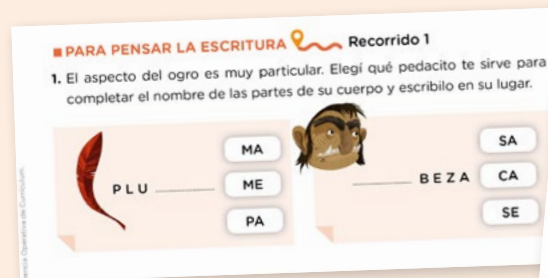 PARA PENSAR LA ESCRITURA Recorrido 1
1. El aspecto del ogro es muy particular. Elegí qué pedacito te sirve para
completar el nombre de las partes de su cuerpo y escribilo en su lugar.
PLU ______
MA
ME
PA
______ BEZA
SA
CA
SE